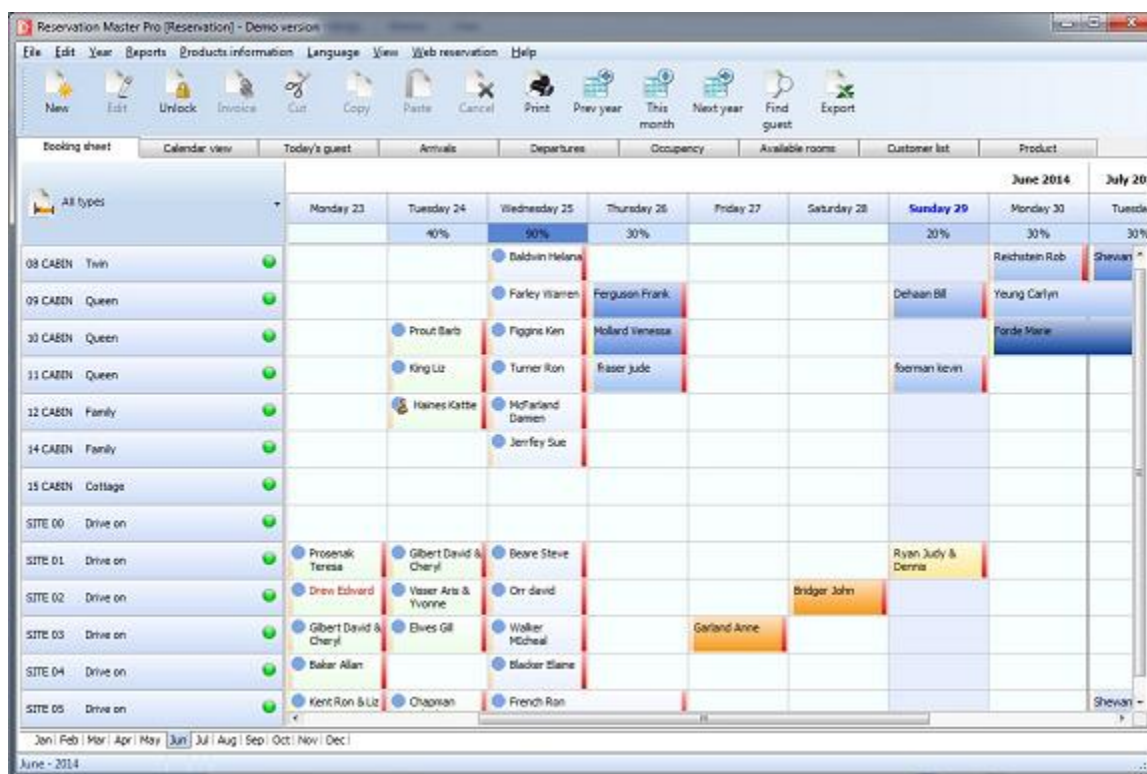 Reservation Master Pro [Reservation] - Demo version
File Edit Year Reports Products information Language View Web reservation Help
New Edit Unlock Invoice Cut Copy Paste Cancel Print Prev year This month Next year Find guest Export
Booking sheet Calendar view Today's guest Arrivals Departures Occupancy Available rooms Customer list Product
June 2014 July 20
All types
Monday 23 Tuesday 24 Wednesday 25 Thursday 26 Friday 27 Saturday 28 Sunday 29 Monday 30 Tuesda
40% 90% 30% 20% 30% 30%
08 CABIN Twin Baldwin Helana Reichstein Rob Shewan
09 CABIN Queen Farley Warren Ferguson Frank Dehaan Bill Yeung Carlyn
10 CABIN Queen Prout Barb Figgins Ken Mollard Venessa Forde Marie
11 CABIN Queen King Liz Turner Ron fraser jude foerman kevin
12 CABIN Family Haines Kattie McFarland Damien
14 CABIN Family Jerrfey Sue
15 CABIN Cottage
SITE 00 Drive on
SITE 01 Drive on Prosenak Teresa Gilbert David & Cheryl Beare Steve Ryan Judy & Dennis
SITE 02 Drive on Drew Edward Visser Aris & Yvonne Orr david Bridger John
SITE 03 Drive on Gilbert David & Cheryl Elwes Gill Walker Micheal Garland Anne
SITE 04 Drive on Baker Allan Blacker Elaine
SITE 05 Drive on Kent Ron & Liz Chapman French Ron Shewan
Jan Feb Mar Apr May Jun Jul Aug Sep Oct Nov Dec
June - 2014